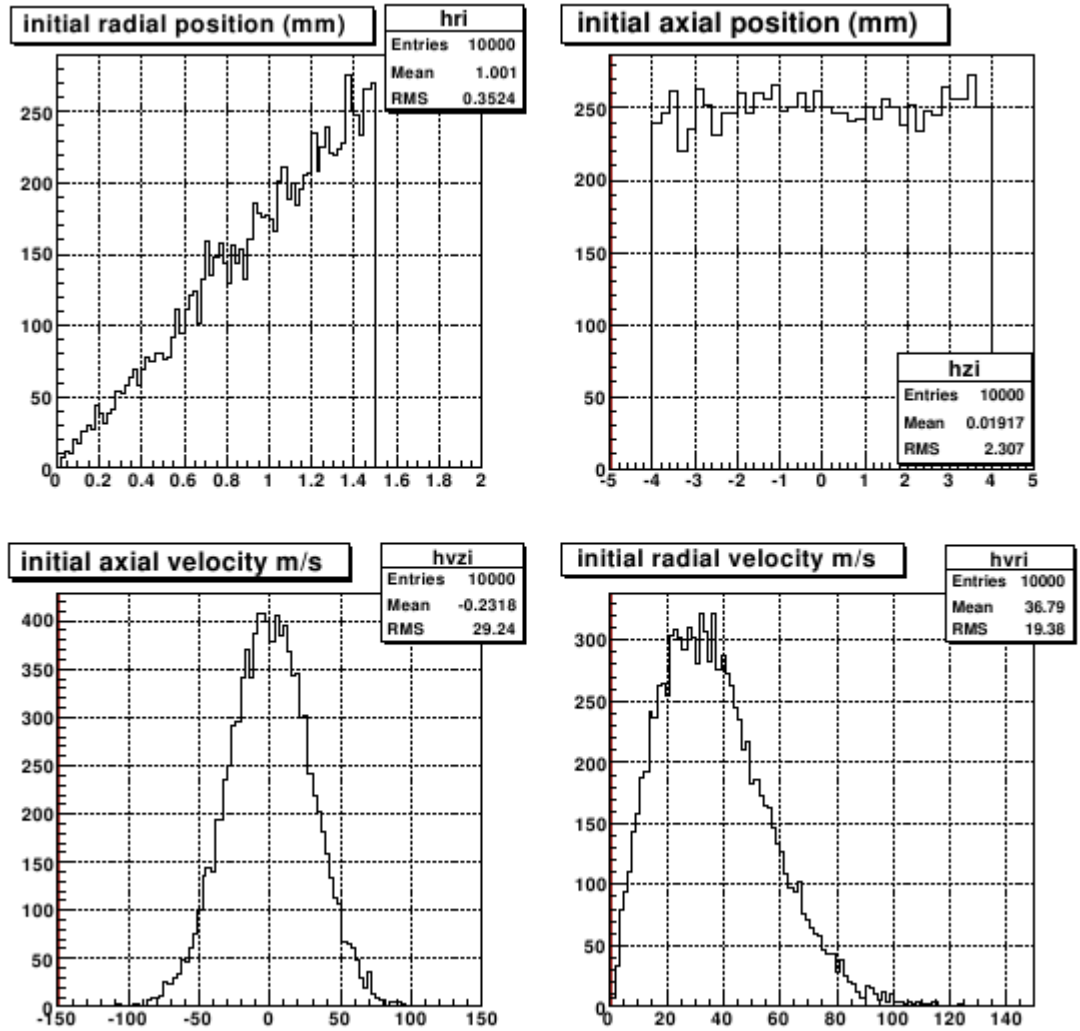 initial radial position (mm)
hri
Entries 10000
Mean 1.001
RMS 0.3524
250
200
150
100
50
0
0 0.2 0.4 0.6 0.8 1 1.2 1.4 1.6 1.8 2
initial axial position (mm)
250
200
150
100
50
0
hzi
Entries 10000
Mean 0.01917
RMS 2.307
-5 -4 -3 -2 -1 0 1 2 3 4 5
initial axial velocity m/s
hvzi
Entries 10000
Mean -0.2318
RMS 29.24
400
350
300
250
200
150
100
50
0
-150 -100 -50 0 50 100 150
initial radial velocity m/s
hvri
Entries 10000
Mean 36.79
RMS 19.38
300
250
200
150
100
50
0
0 20 40 60 80 100 120 140